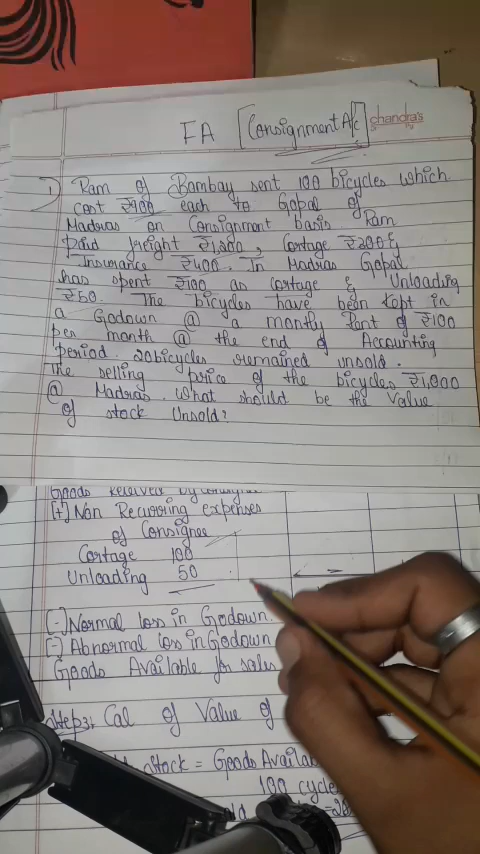 FA [Consignment A/c]
chandra's
1) Ram of Bombay sent 100 bicycles which
cost ₹900 each to Gopal of
Madras on Consignment basis. Ram
paid freight ₹1,200, Cartage ₹200 &
Insurance ₹400. In Madras Gopal
has spent ₹100 as cartage & Unloading
₹50. The bicycles have been kept in
a Godown @ a montly Rent of ₹100
per month @ the end of Accounting
period. 20 bicycles remained unsold.
The selling price of the bicycles ₹1,000
@ Madras. What should be the Value
of stock Unsold?
Goods Received by
[+] Non Recurring expenses
of Consignee
Cartage 100
Unloading 50
(-) Normal loss in Godown.
(-) Abnormal loss in Godown
Goods Available for sales
Step3: Cal of Value of
Stock = Goods Availab
100 cycle